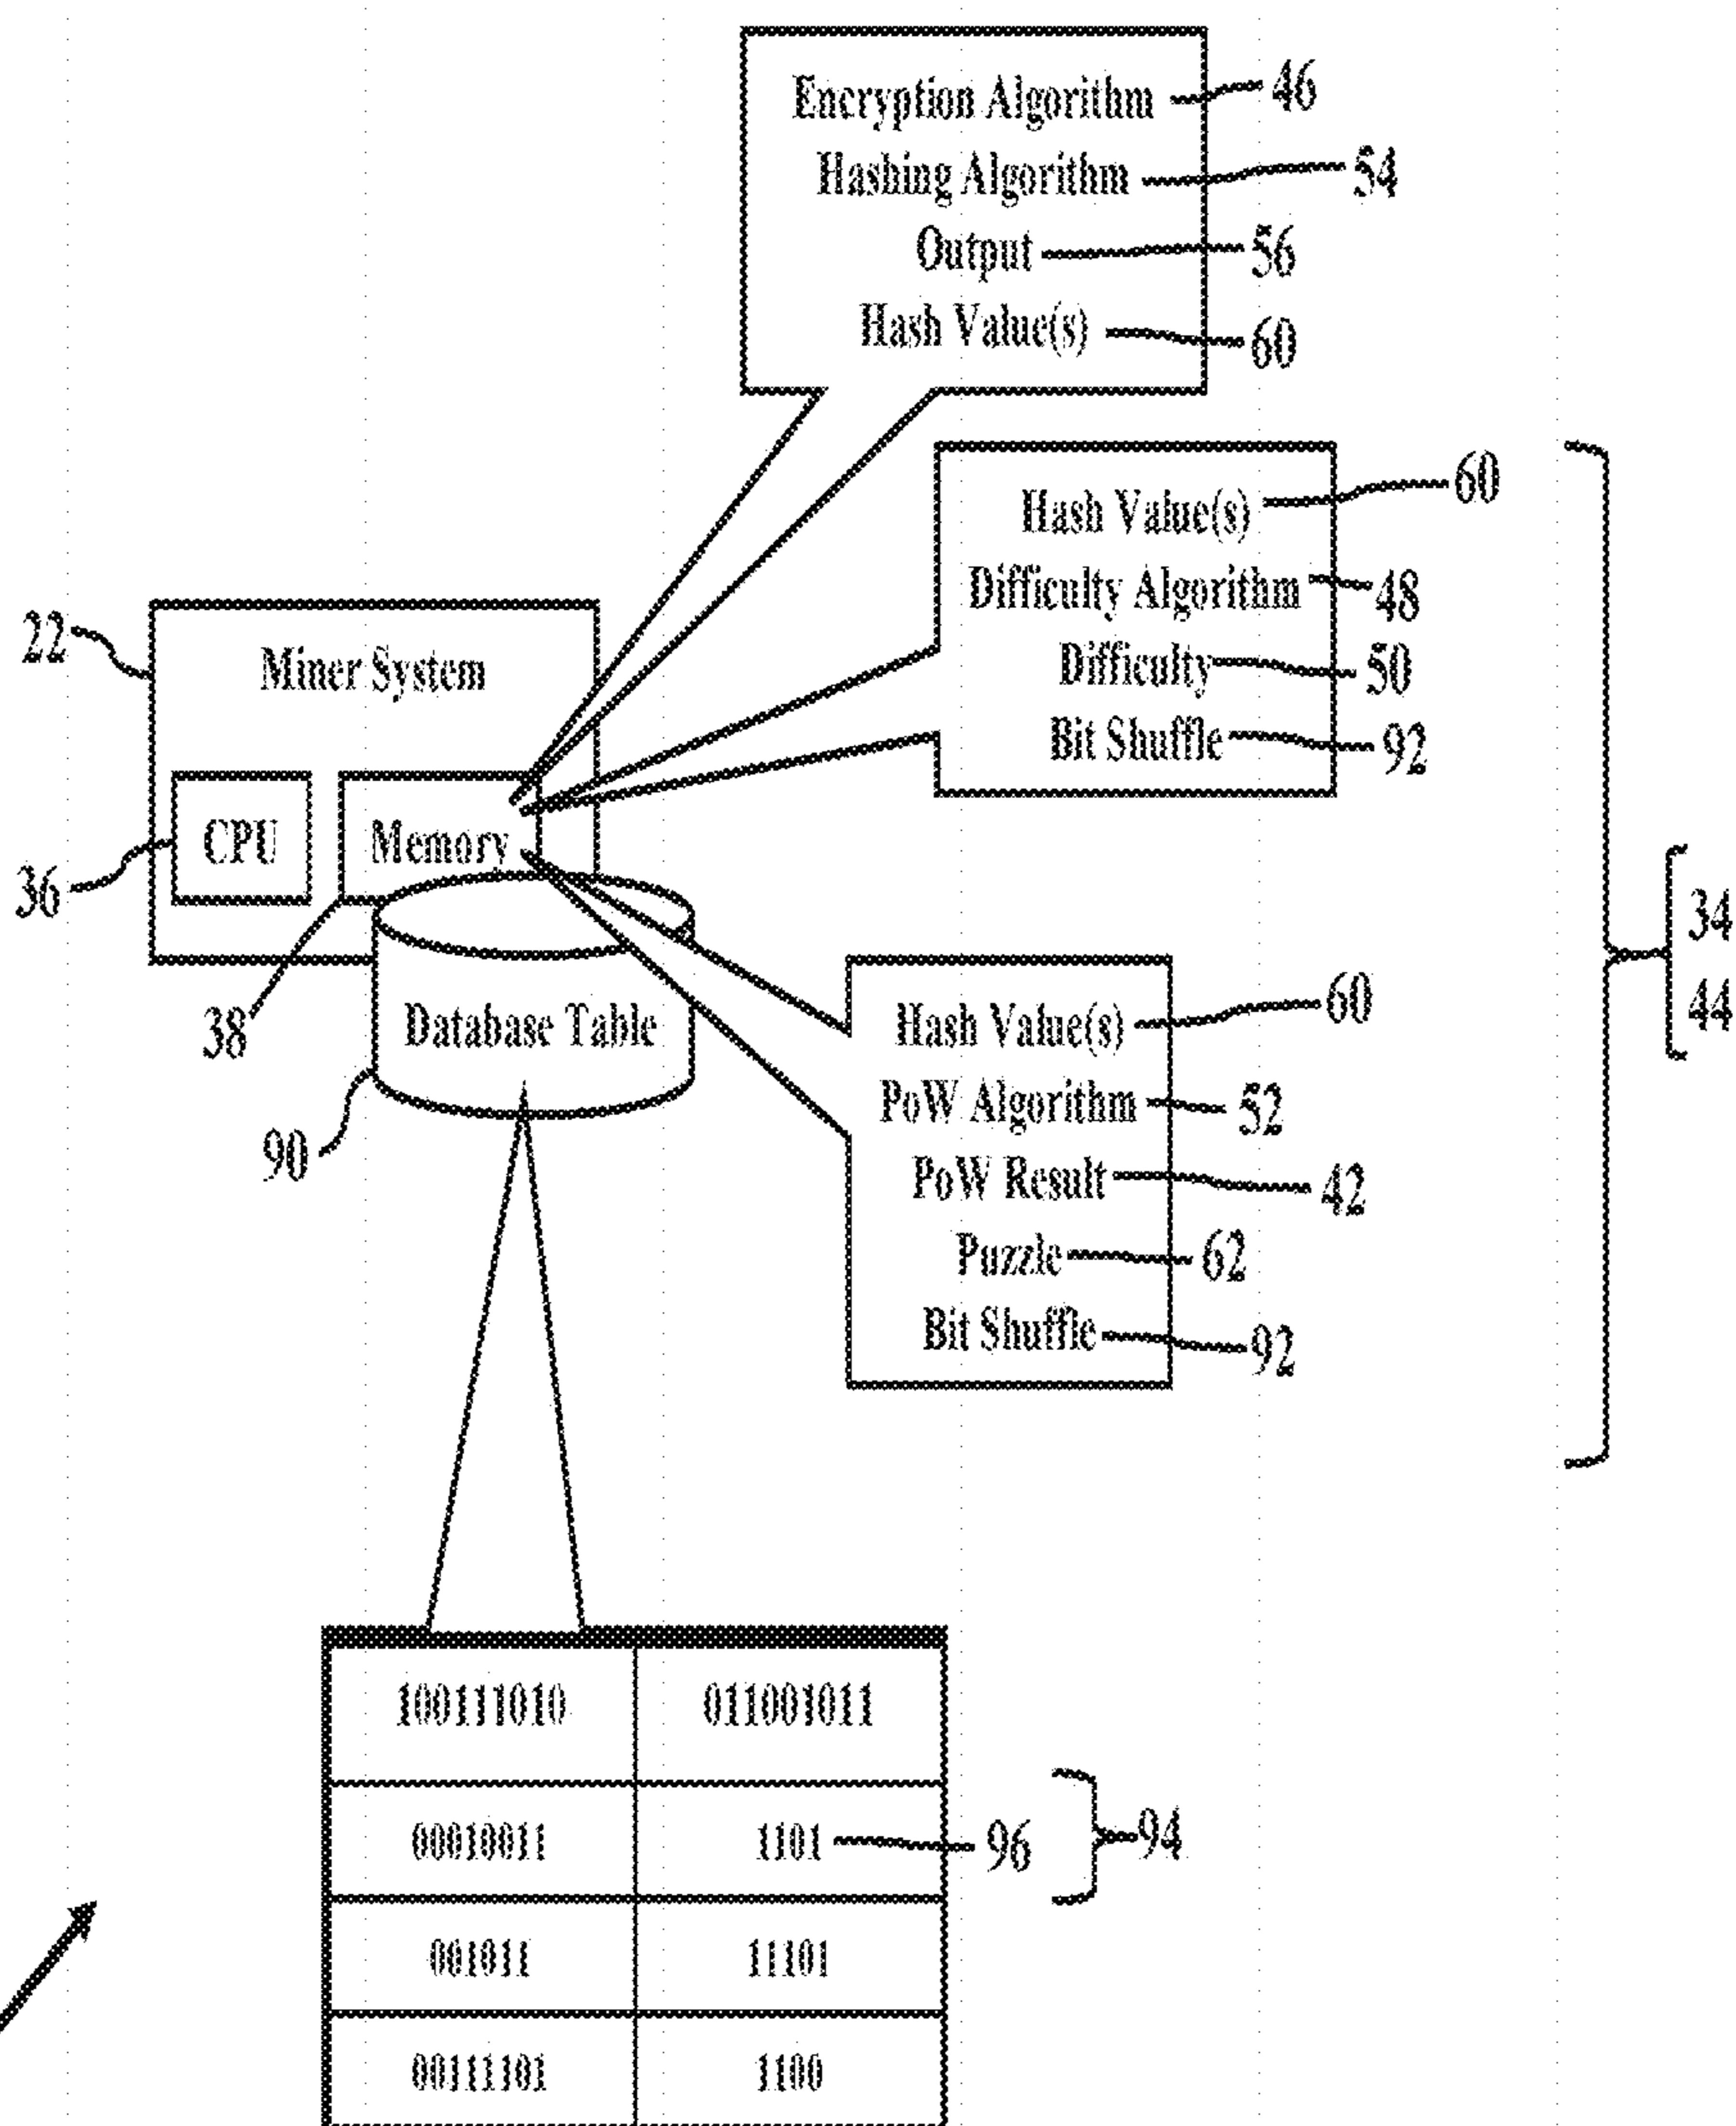 Encryption Algorithm 46
Hashing Algorithm 54
Output 56
Hash Value(s) 60
Hash Value(s) 60
Difficulty Algorithm 48
Difficulty 50
Bit Shuffle 92
22 Miner System
CPU Memory
36
38
34
44
Database Table
90
Hash Value(s) 60
PoW Algorithm 52
PoW Result 42
Puzzle 62
Bit Shuffle 92
100111010 011001011
00010011 1101 96 94
001011 11101
00111101 1100